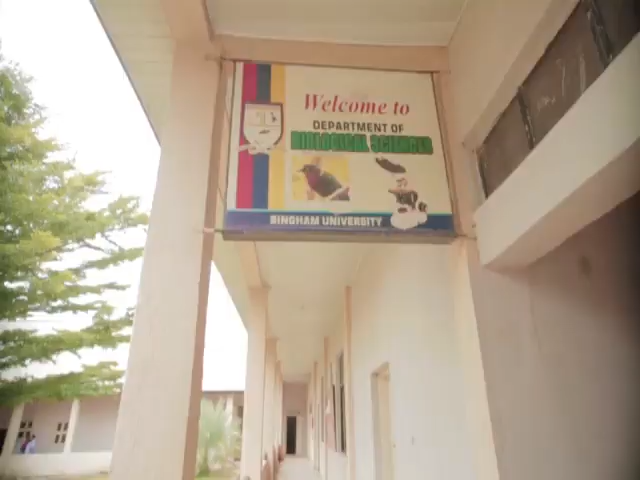 Welcome to
DEPARTMENT OF
BIOLOGICAL SCIENCES
BINGHAM UNIVERSITY